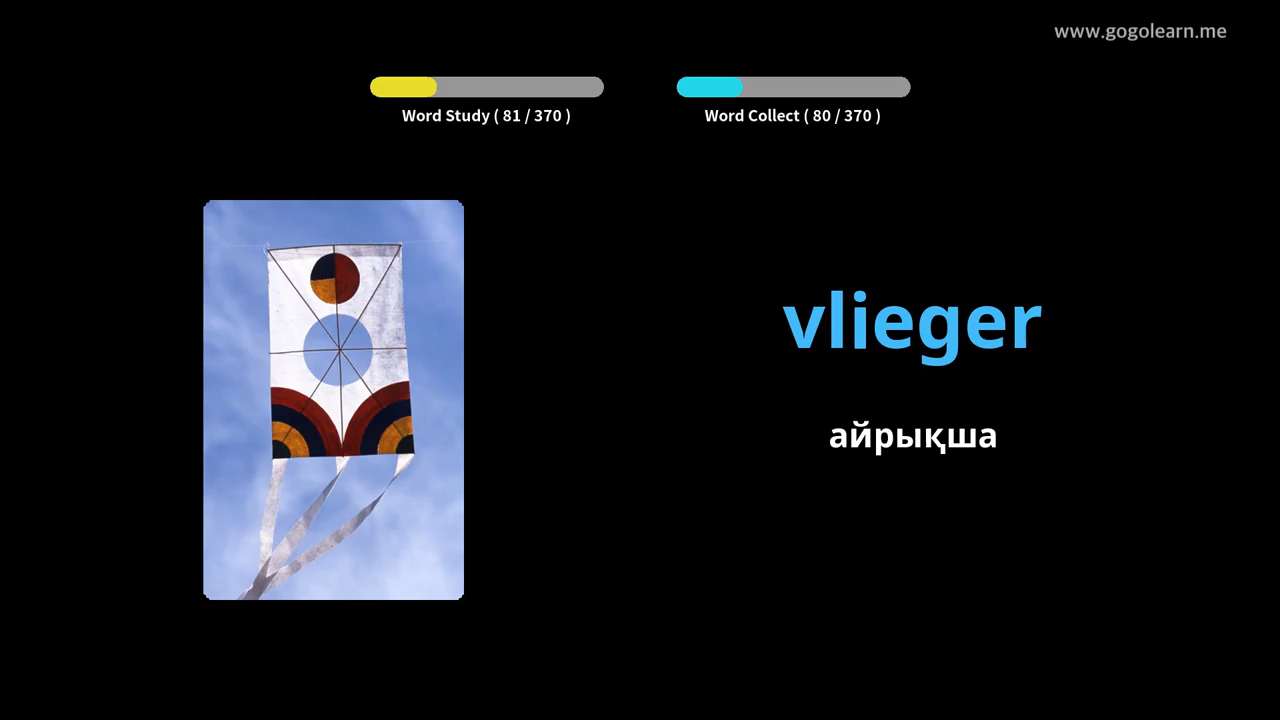 www.gogolearn.me
Word Study ( 81 / 370 )
Word Collect ( 80 / 370 )
vlieger
айрықша